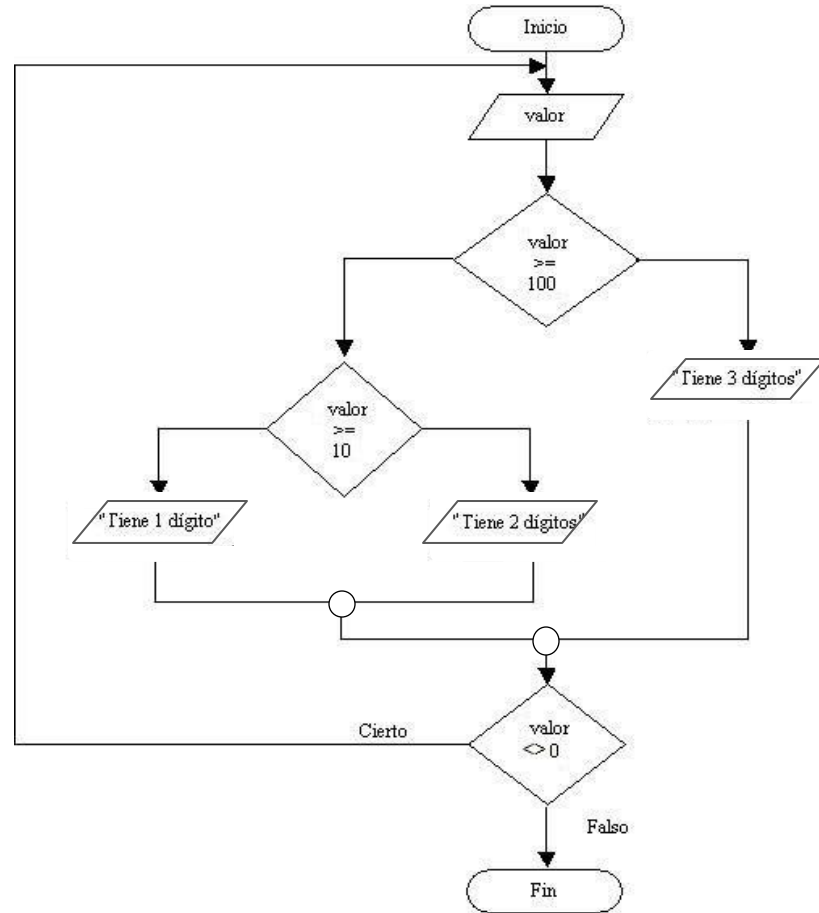 Inicio
valor
valor
>=
100
"Tiene 3 dígitos"
valor
>=
10
"Tiene 1 dígito"
"Tiene 2 dígitos"
Cierto
valor
<> 0
Falso
Fin